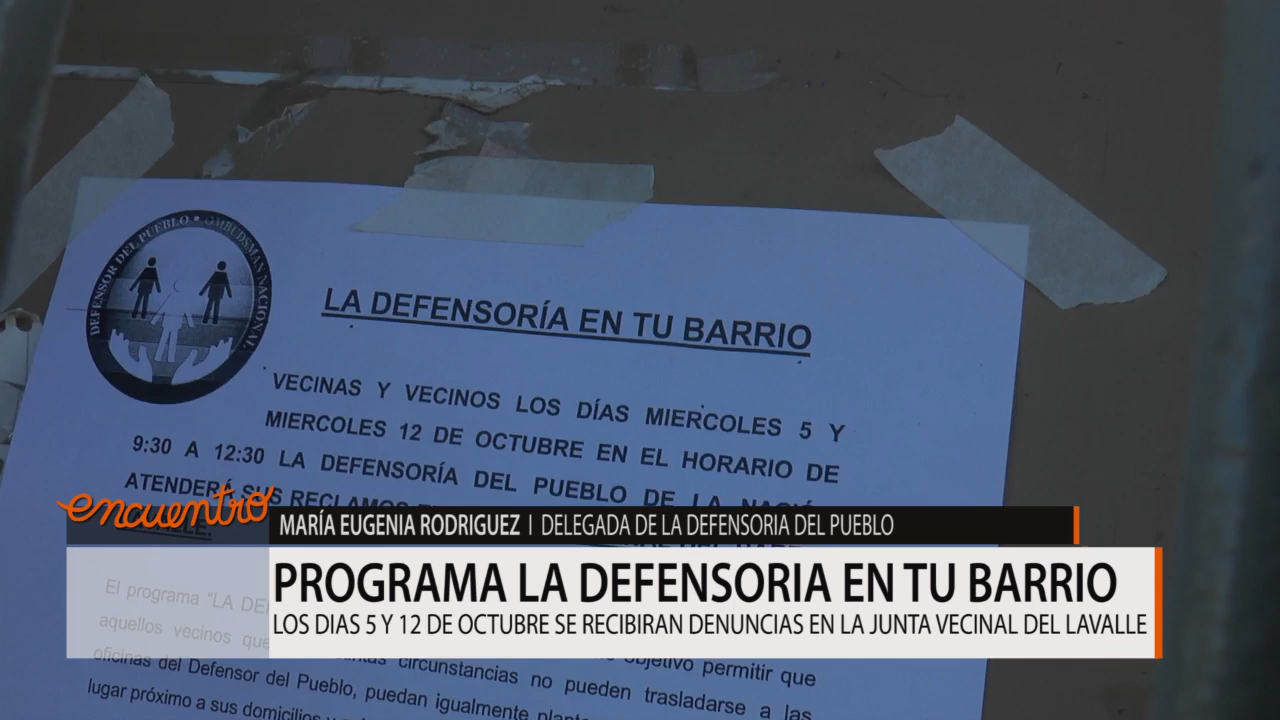 DEFENSOR DEL PUEBLO • OMBUDSMAN NACIONAL
LA DEFENSORÍA EN TU BARRIO
VECINAS Y VECINOS LOS DÍAS MIERCOLES 5 Y
MIERCOLES 12 DE OCTUBRE EN EL HORARIO DE
9:30 A 12:30 LA DEFENSORÍA DEL PUEBLO DE LA
ATENDERÁ SUS RECLAMOS
encuentro
MARÍA EUGENIA RODRIGUEZ | DELEGADA DE LA DEFENSORIA DEL PUEBLO
PROGRAMA LA DEFENSORIA EN TU BARRIO
LOS DIAS 5 Y 12 DE OCTUBRE SE RECIBIRAN DENUNCIAS EN LA JUNTA VECINAL DEL LAVALLE
El programa “LA
aquellos vecinos objetivo permitir que
circunstancias no pueden trasladarse a las
oficinas del Defensor del Pueblo, puedan igualmente
lugar próximo a sus domicilios